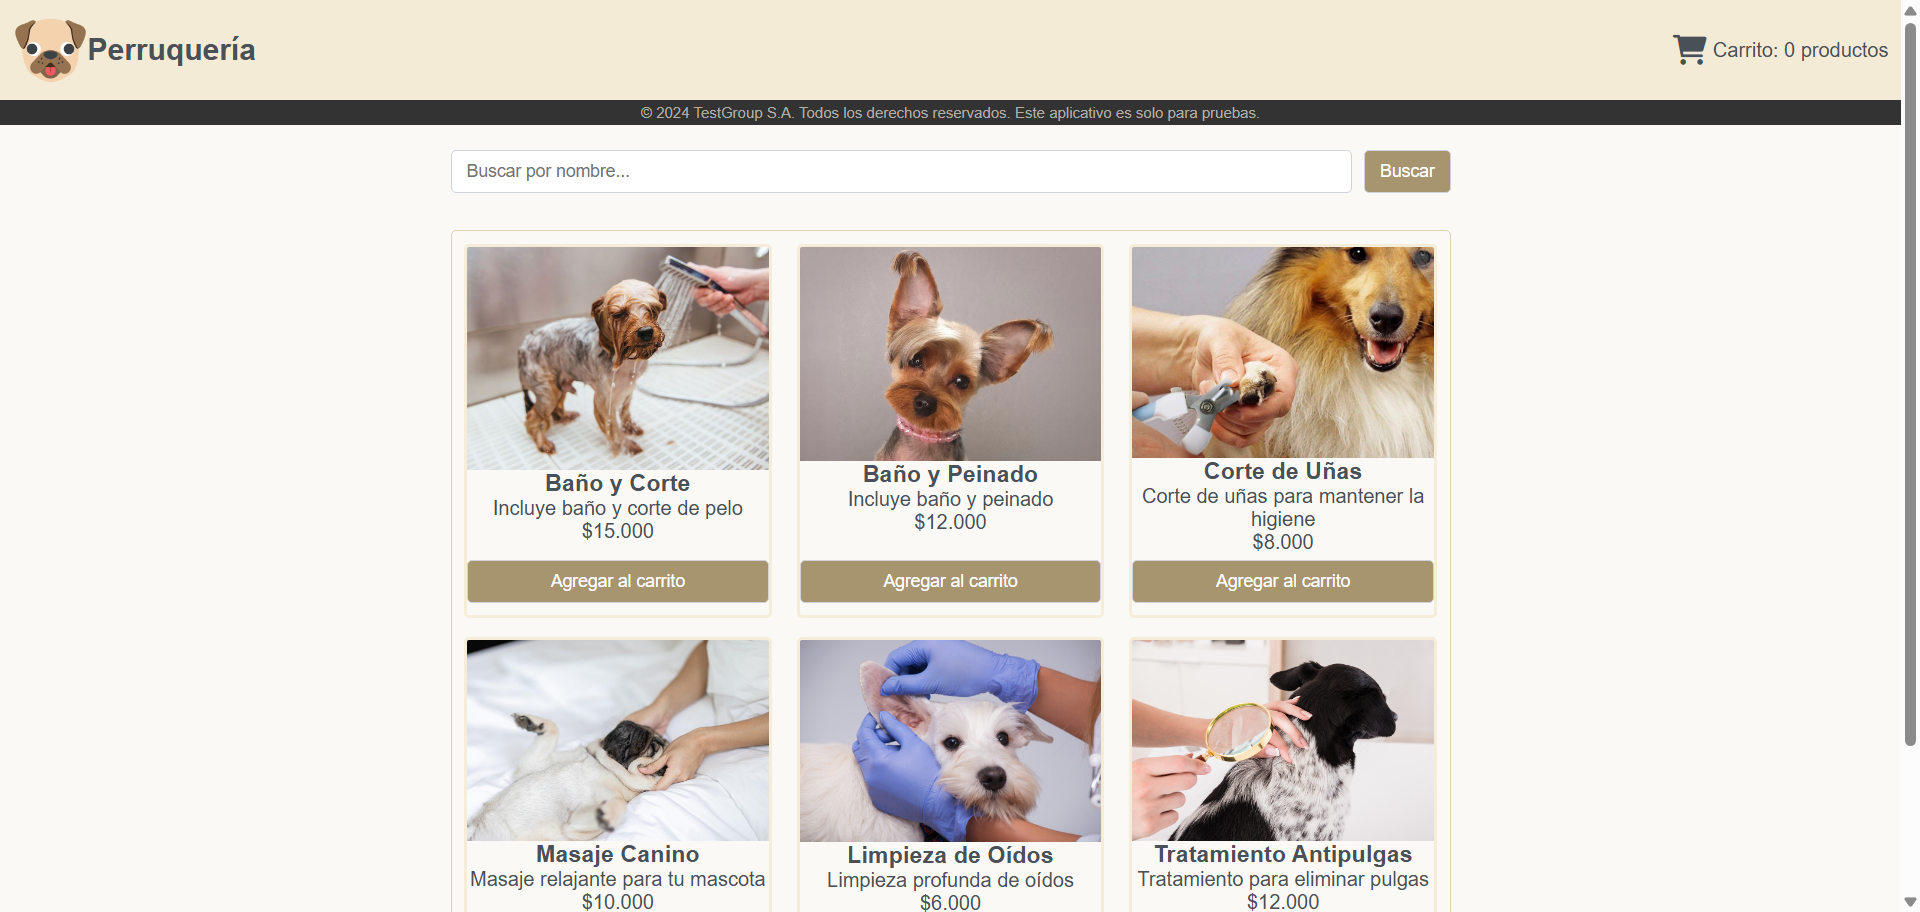 Perruquería
Carrito: 0 productos
© 2024 TestGroup S.A. Todos los derechos reservados. Este aplicativo es solo para pruebas.
Buscar por nombre...
Buscar
Baño y Corte
Incluye baño y corte de pelo
$15.000
Agregar al carrito
Baño y Peinado
Incluye baño y peinado
$12.000
Agregar al carrito
Corte de Uñas
Corte de uñas para mantener la
higiene
$8.000
Agregar al carrito
Masaje Canino
Masaje relajante para tu mascota
$10.000
Limpieza de Oídos
Limpieza profunda de oídos
$6.000
Tratamiento Antipulgas
Tratamiento para eliminar pulgas
$12.000